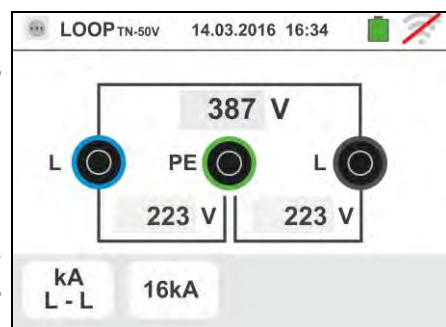 LOOP TN-50V 14.03.2016 16:34
387 V
L PE L
223 V 223 V
kA
L - L
16kA